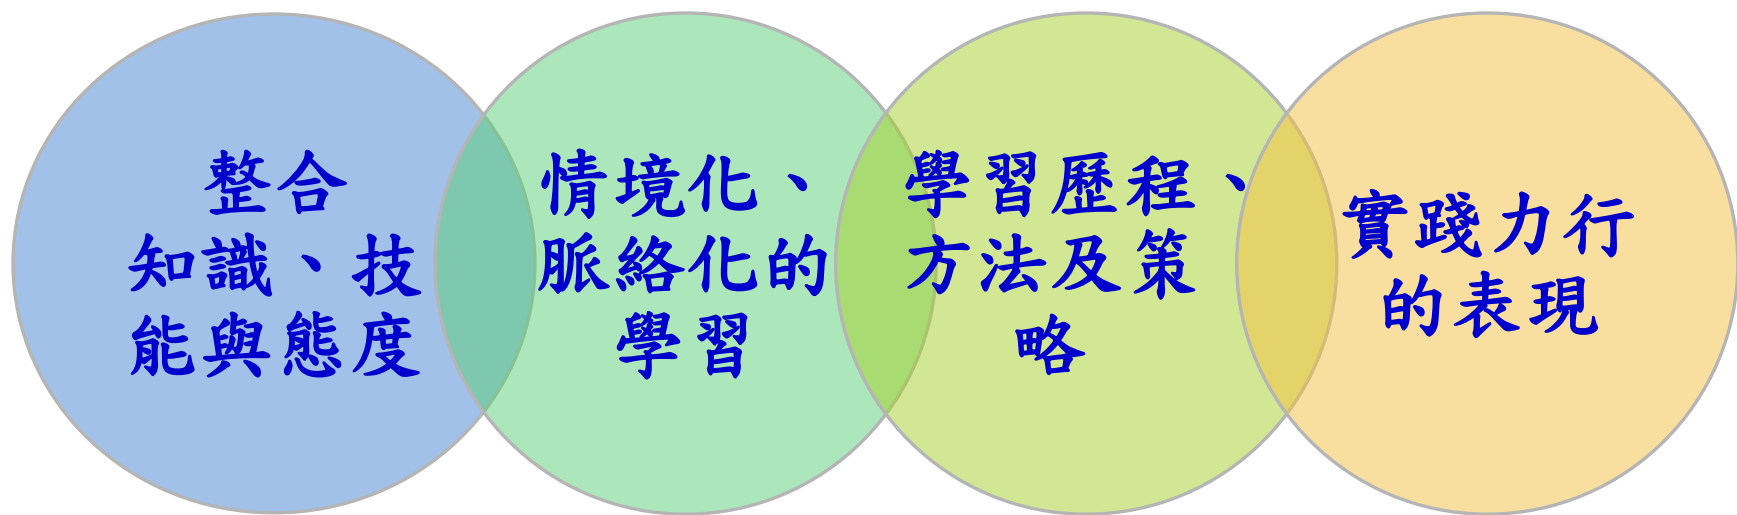 整合
知識、技
能與態度
情境化、
脈絡化的
學習
學習歷程、
方法及策
略
實踐力行
的表現